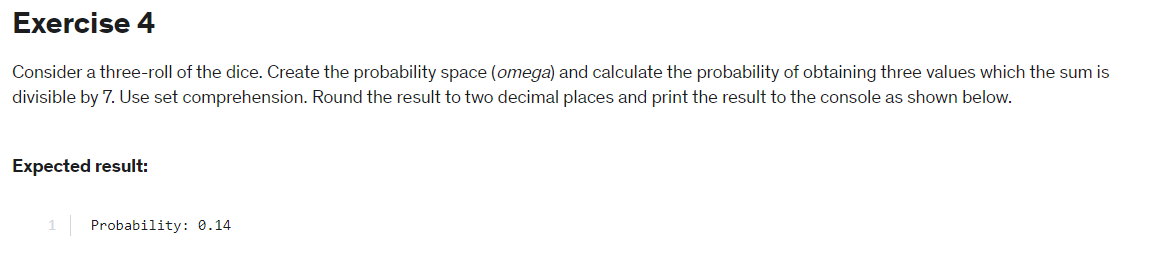 Exercise 4
Consider a three-roll of the dice. Create the probability space (omega) and calculate the probability of obtaining three values which the sum is
divisible by 7. Use set comprehension. Round the result to two decimal places and print the result to the console as shown below.
Expected result:
1 Probability: 0.14